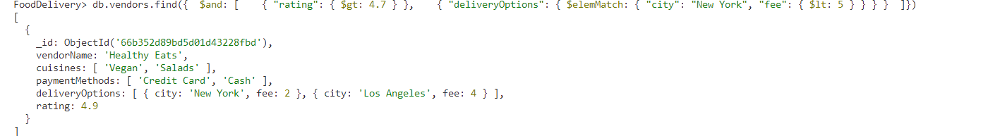 FoodDelivery> db.vendors.find({  $and: [    { "rating": { $gt: 4.7 } },    { "deliveryOptions": { $elemMatch: { "city": "New York", "fee": { $lt: 5 } } } }  ]})
[
  {
    _id: ObjectId('66b352d89bd5d01d43228fbd'),
    vendorName: 'Healthy Eats',
    cuisines: [ 'Vegan', 'Salads' ],
    paymentMethods: [ 'Credit Card', 'Cash' ],
    deliveryOptions: [ { city: 'New York', fee: 2 }, { city: 'Los Angeles', fee: 4 } ],
    rating: 4.9
  }
]